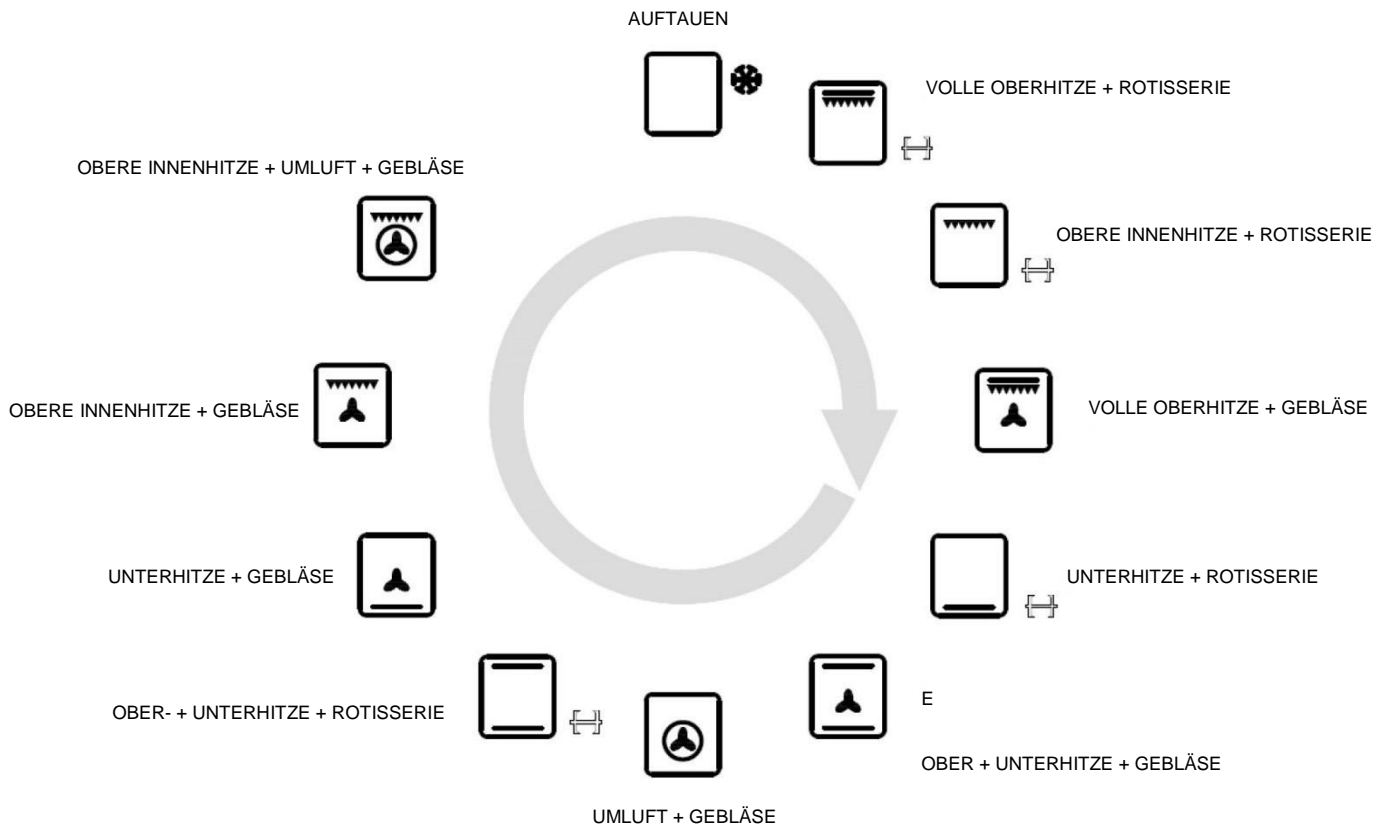 AUFTAUEN
VOLLE OBERHITZE + ROTISSERIE
OBERE INNENHITZE + UMLUFT + GEBLÄSE
OBERE INNENHITZE + ROTISSERIE
OBERE INNENHITZE + GEBLÄSE
VOLLE OBERHITZE + GEBLÄSE
UNTERHITZE + GEBLÄSE
UNTERHITZE + ROTISSERIE
OBER- + UNTERHITZE + ROTISSERIE
E
OBER + UNTERHITZE + GEBLÄSE
UMLUFT + GEBLÄSE